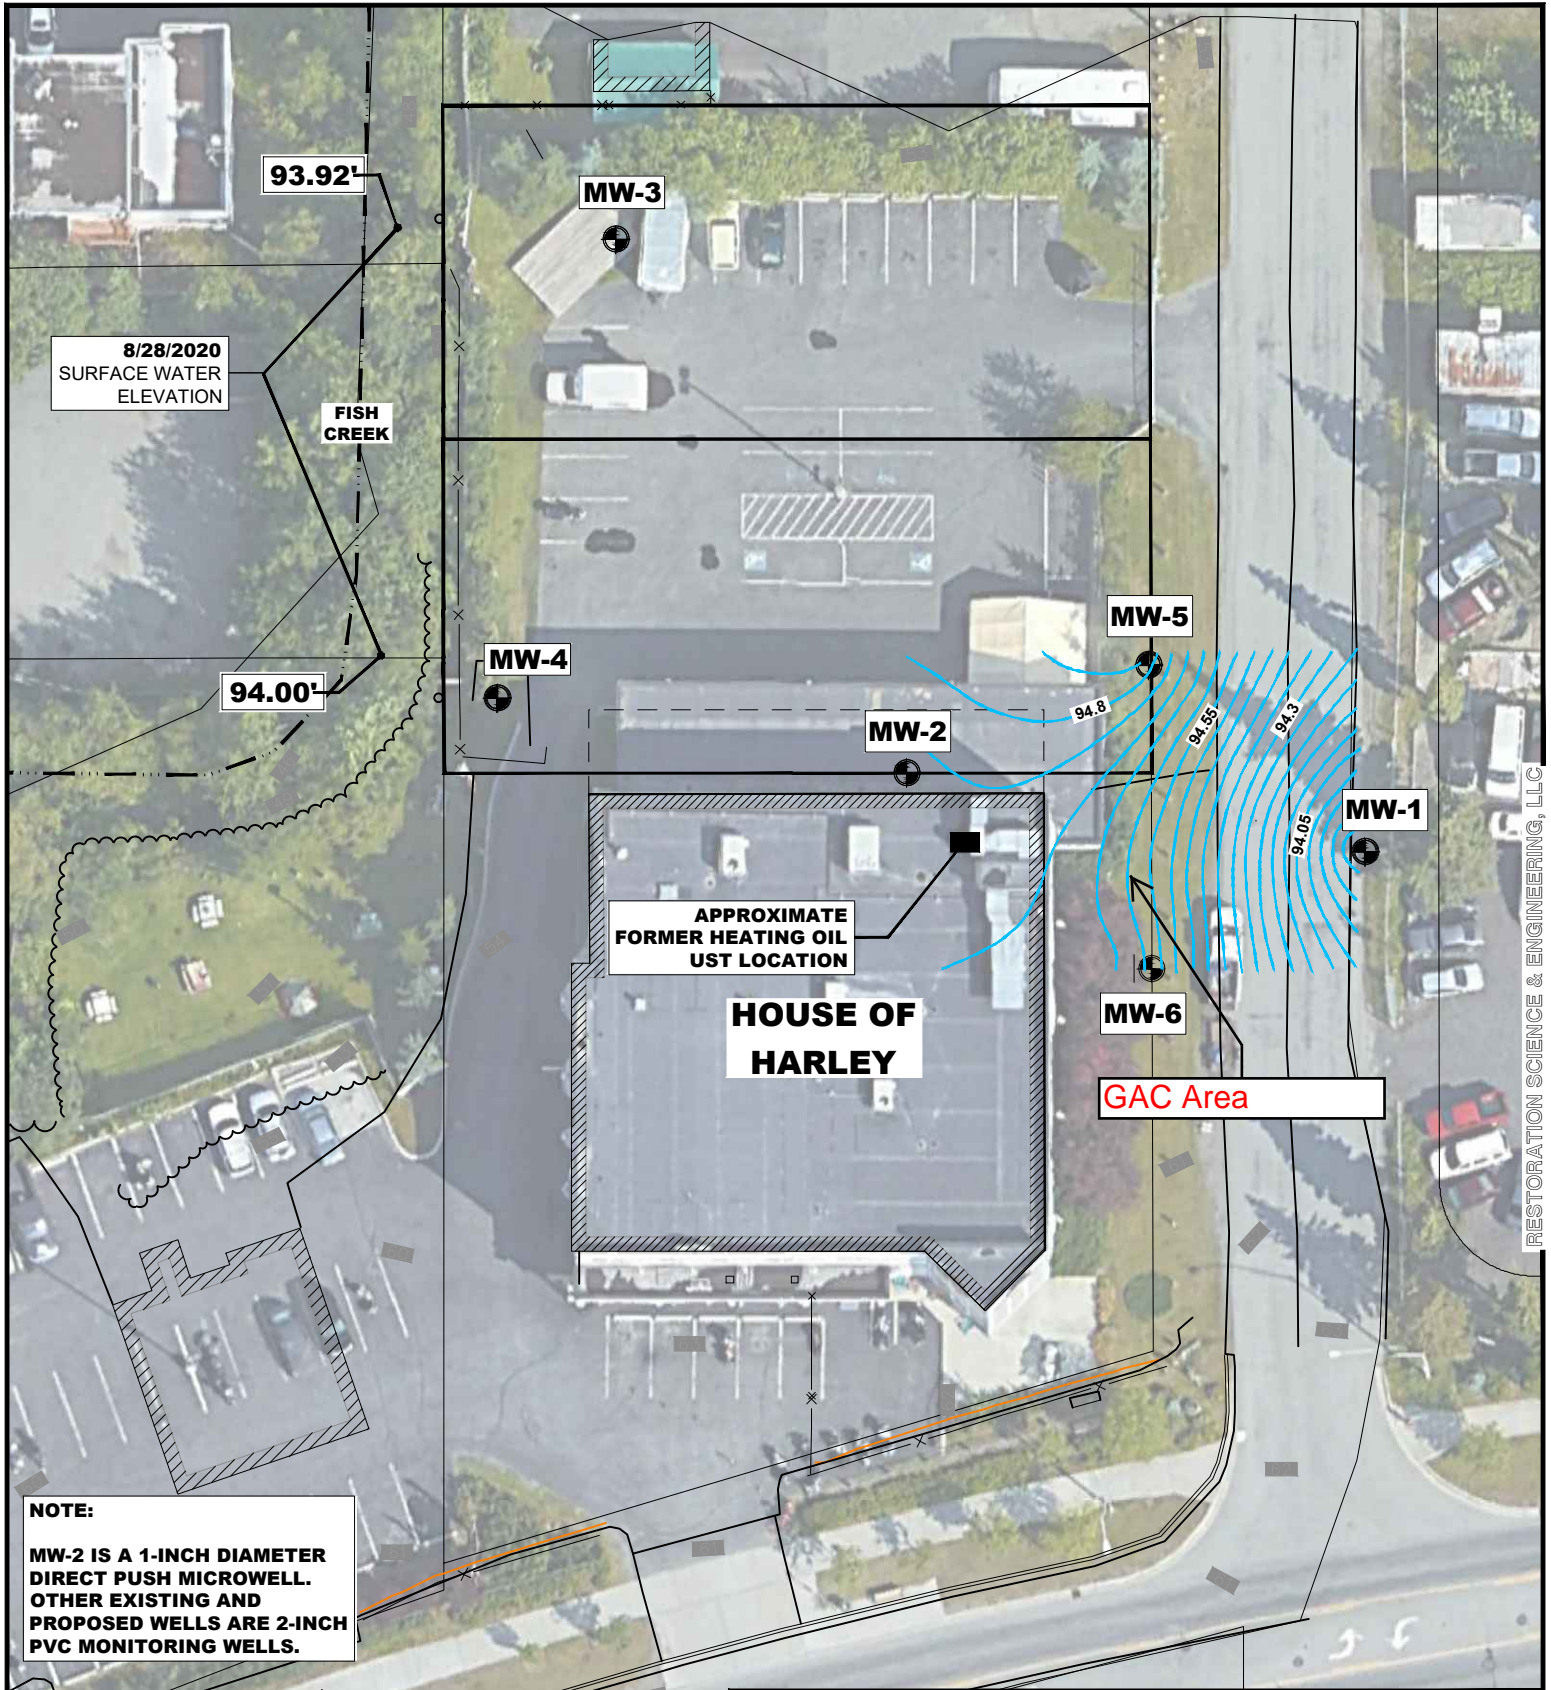 93.92'
MW-3
8/28/2020
SURFACE WATER
ELEVATION
FISH
CREEK
MW-5
MW-4
94.00'
94.8
94.55
94.3
MW-2
MW-1
94.05
APPROXIMATE
FORMER HEATING OIL
UST LOCATION
HOUSE OF
HARLEY
MW-6
GAC Area
RESTORATION SCIENCE & ENGINEERING, LLC
NOTE:
MW-2 IS A 1-INCH DIAMETER
DIRECT PUSH MICROWELL.
OTHER EXISTING AND
PROPOSED WELLS ARE 2-INCH
PVC MONITORING WELLS.